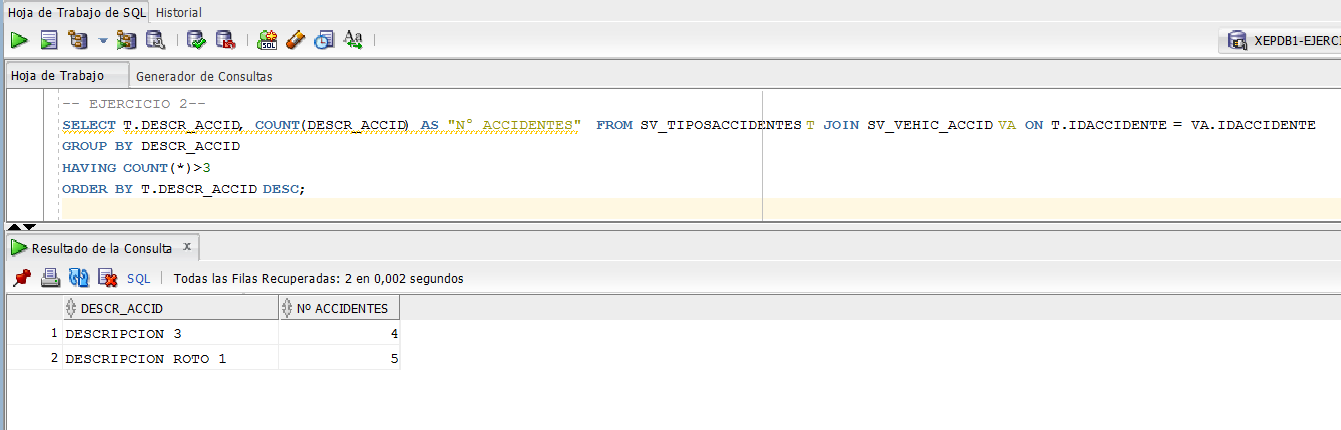 Hoja de Trabajo de SQL Historial
SQL Aa XEPDB1-EJERCI
Hoja de Trabajo Generador de Consultas
-- EJERCICIO 2--
SELECT T.DESCR_ACCID, COUNT(DESCR_ACCID) AS "N° ACCIDENTES" FROM SV_TIPOSACCIDENTES T JOIN SV_VEHIC_ACCID VA ON T.IDACCIDENTE = VA.IDACCIDENTE
GROUP BY DESCR_ACCID
HAVING COUNT(*)>3
ORDER BY T.DESCR_ACCID DESC;
Resultado de la Consulta x
SQL Todas las Filas Recuperadas: 2 en 0,002 segundos
DESCR_ACCID Nº ACCIDENTES
1 DESCRIPCION 3 4
2 DESCRIPCION ROTO 1 5